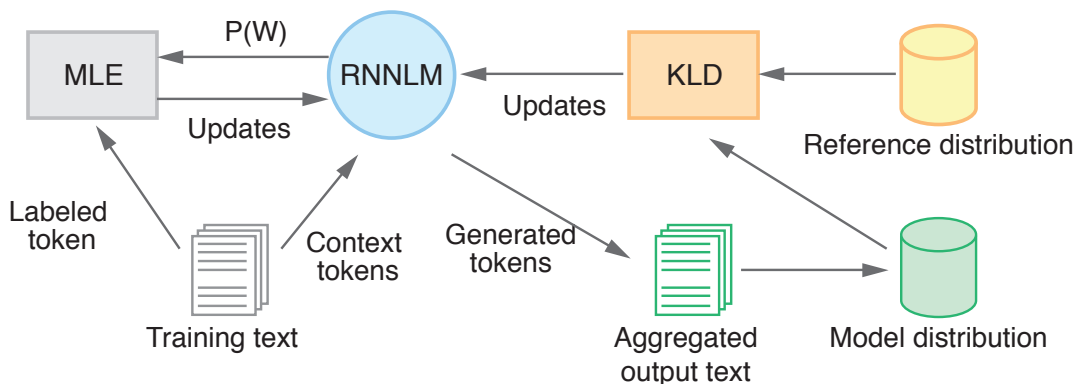 P(W)
MLE
RNNLM
KLD
Updates
Updates
Reference distribution
Labeled
token
Context
tokens
Generated
tokens
Training text
Aggregated
output text
Model distribution